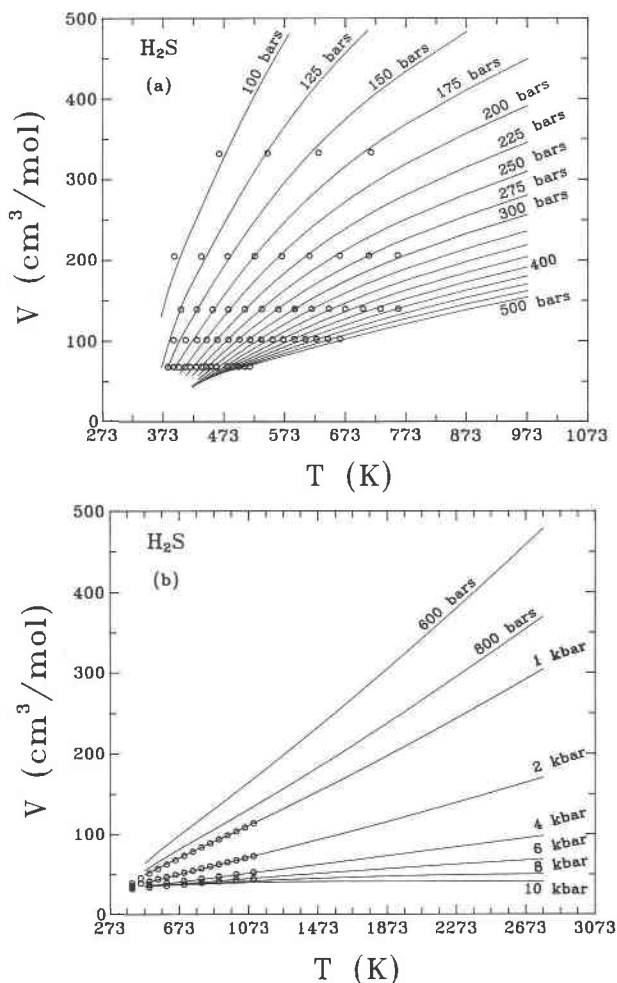 500
400
300
200
100
0
V (cm³/mol)
H₂S
(a)
100 bars
125 bars
150 bars
175 bars
200 bars
225 bars
250 bars
275 bars
300 bars
400
500 bars
273 373 473 573 673 773 873 973 1073
T (K)
500
400
300
200
100
0
V (cm³/mol)
H₂S
(b)
600 bars
800 bars
1 kbar
2 kbar
4 kbar
6 kbar
8 kbar
10 kbar
273 673 1073 1473 1873 2273 2673 3073
T (K)